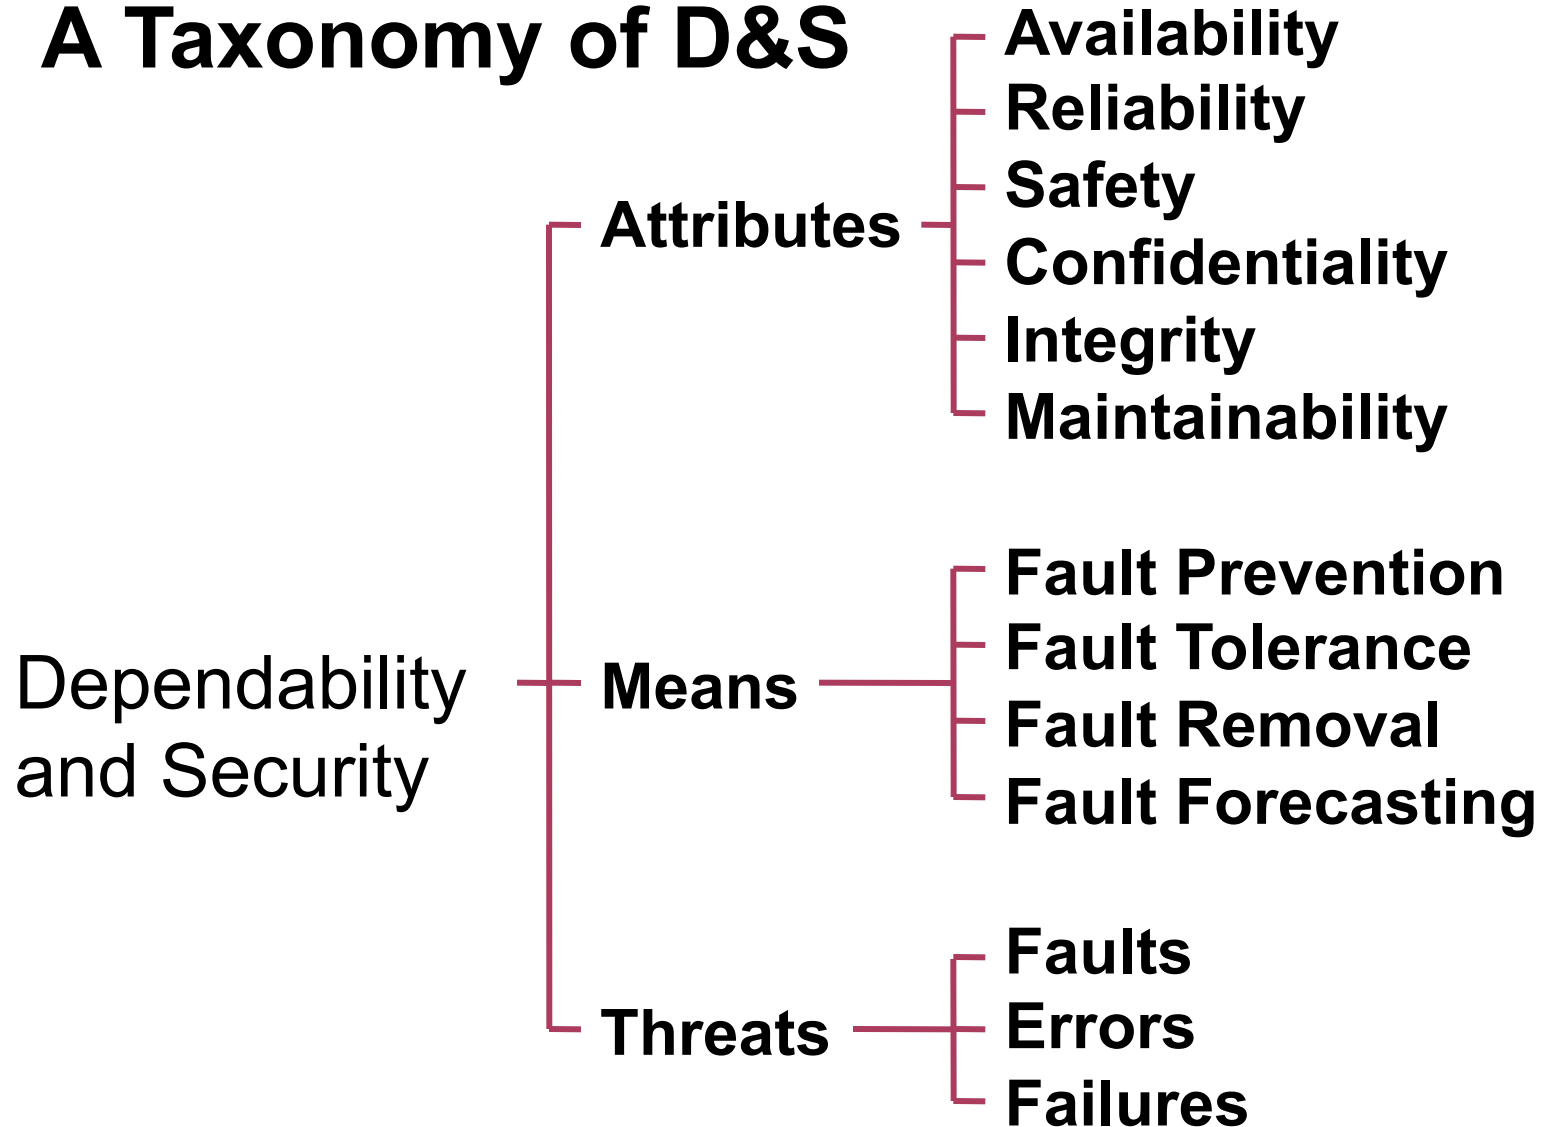 A Taxonomy of D&S
Dependability
and Security
Attributes
Availability
Reliability
Safety
Confidentiality
Integrity
Maintainability
Means
Fault Prevention
Fault Tolerance
Fault Removal
Fault Forecasting
Threats
Faults
Errors
Failures